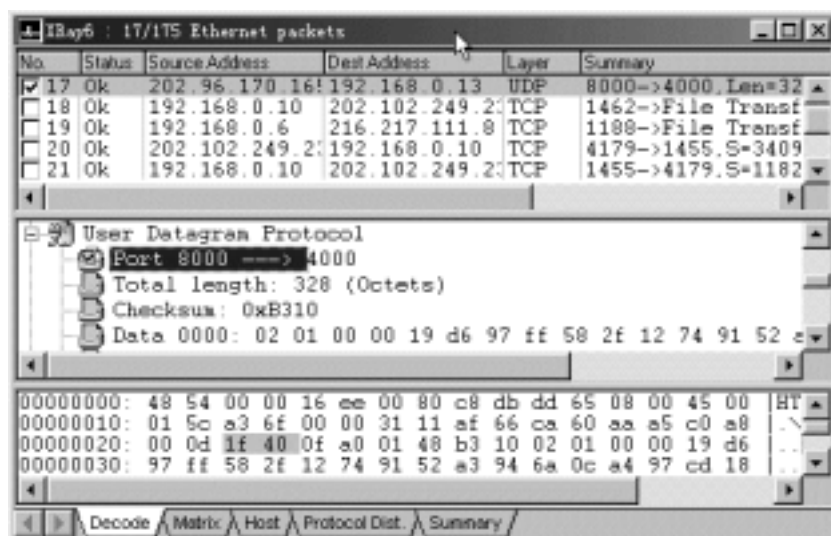 IRay6 : 17/175 Ethernet packets
No. Status Source Address Dest Address Layer Summary
17 Ok 202.96.170.165 192.168.0.13 UDP 8000->4000,Len=32
18 Ok 192.168.0.10 202.102.249.2 TCP 1462->File Transf
19 Ok 192.168.0.6 216.217.111.8 TCP 1188->File Transf
20 Ok 202.102.249.2 192.168.0.10 TCP 4179->1455,S=3409
21 Ok 192.168.0.10 202.102.249.2 TCP 1455->4179,S=1182
User Datagram Protocol
Port 8000 ---> 4000
Total length: 328 (Octets)
Checksum: 0xB310
Data 0000: 02 01 00 00 19 d6 97 ff 58 2f 12 74 91 52
00000000: 48 54 00 00 16 ee 00 80 c8 db dd 65 08 00 45 00 HT
00000010: 01 5c a3 6f 00 00 31 11 af 66 ca 60 aa a5 c0 a8 .\
00000020: 00 0d 1f 40 0f a0 01 48 b3 10 02 01 00 00 19 d6 ..
00000030: 97 ff 58 2f 12 74 91 52 a3 94 6a 0c a4 97 cd 18 ..
Decode Matrix Host Protocol Dist. Summary